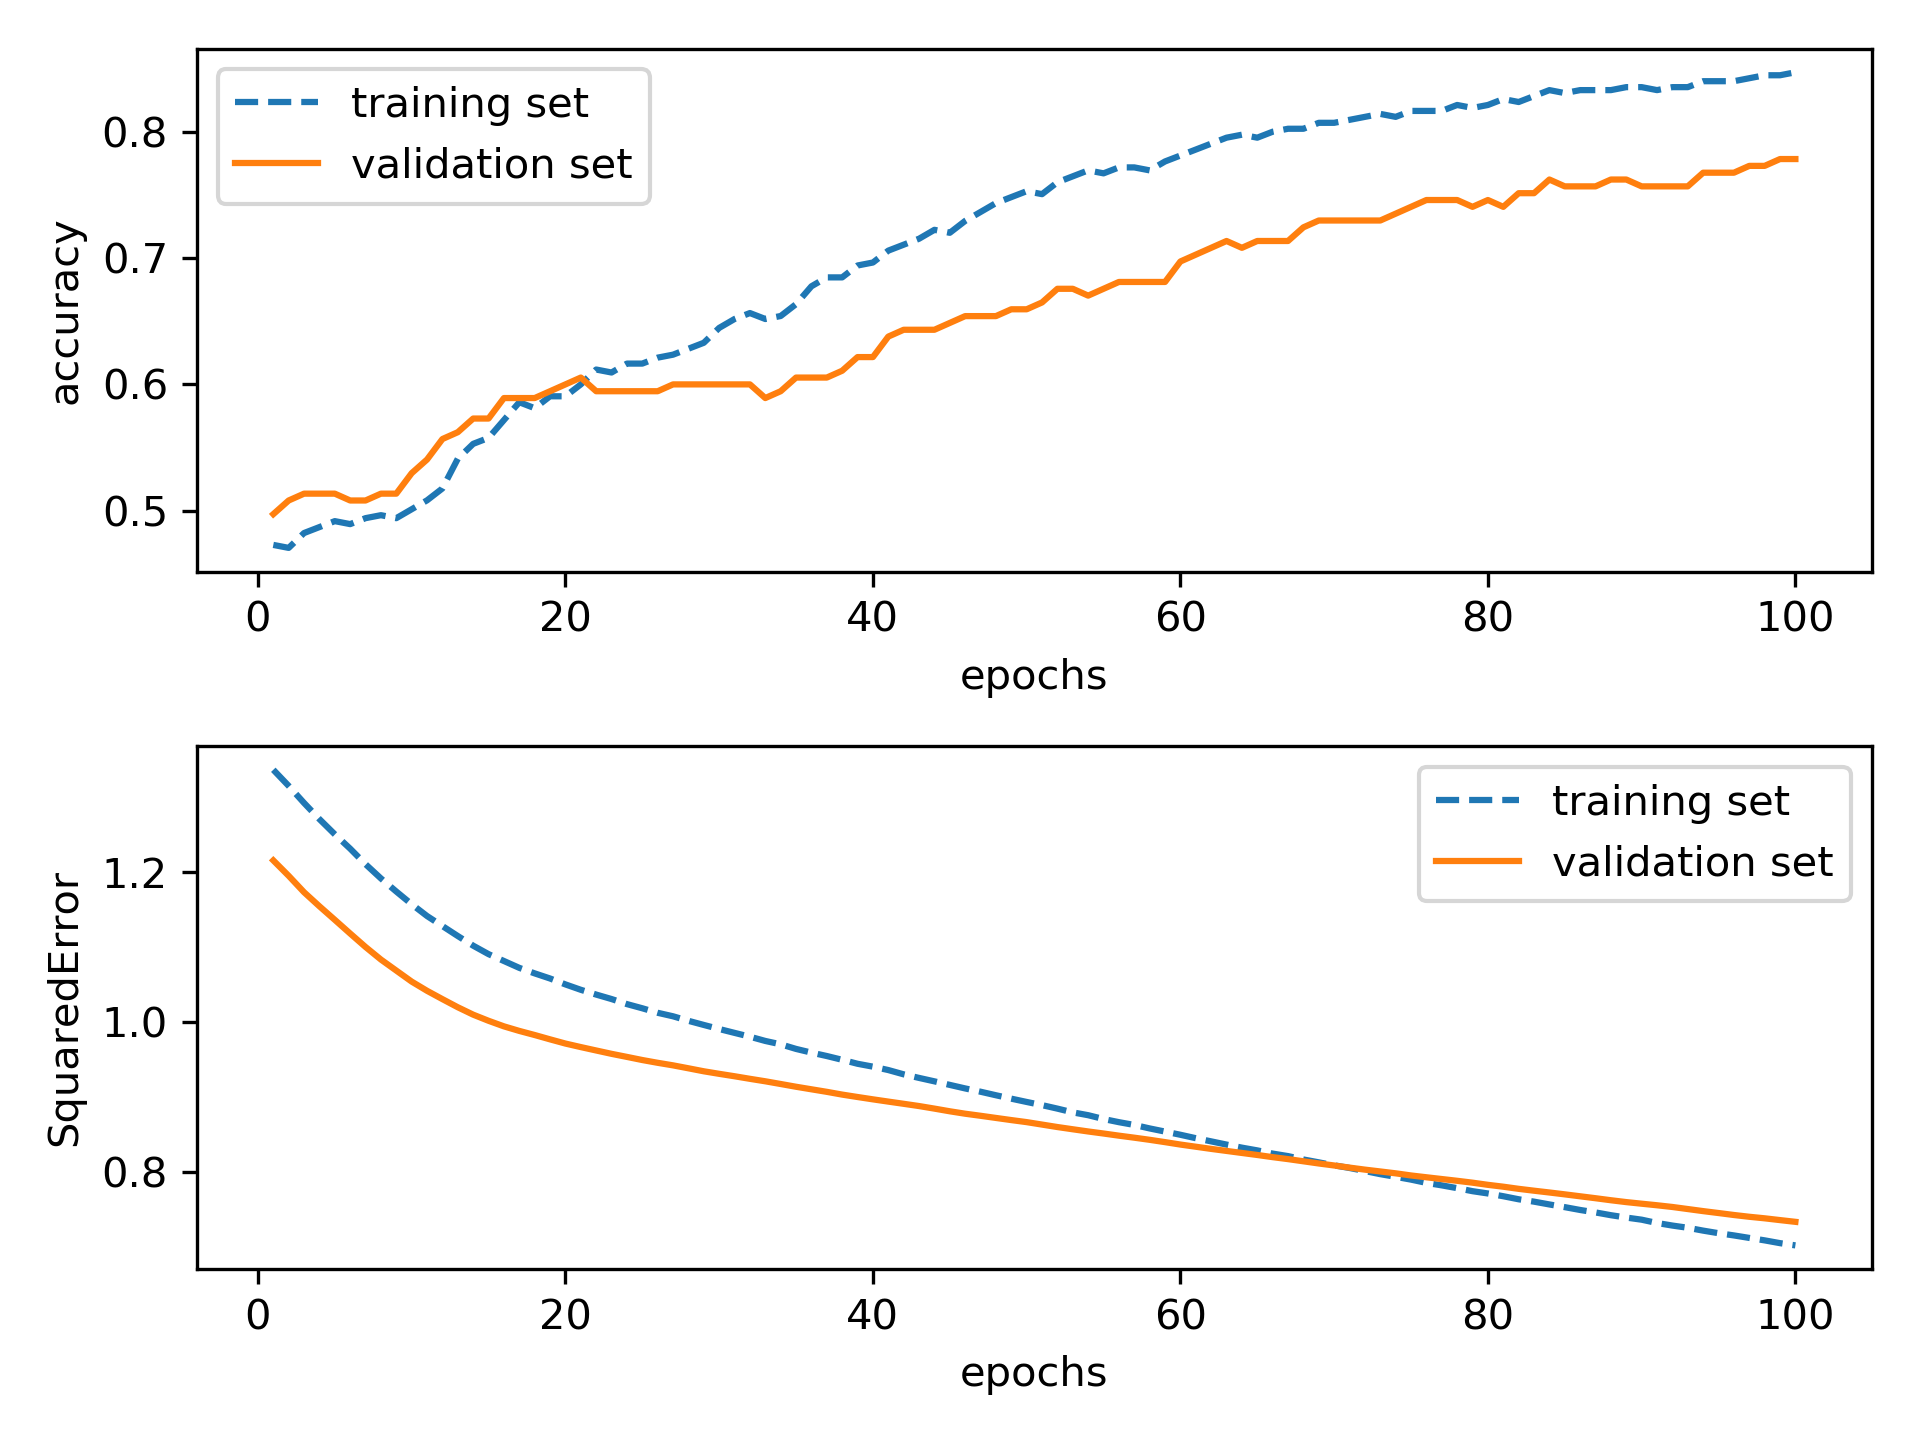 training set
validation set
0.8
0.7
0.6
0.5
accuracy
0 20 40 60 80 100
epochs
training set
validation set
1.2
1.0
0.8
SquaredError
0 20 40 60 80 100
epochs